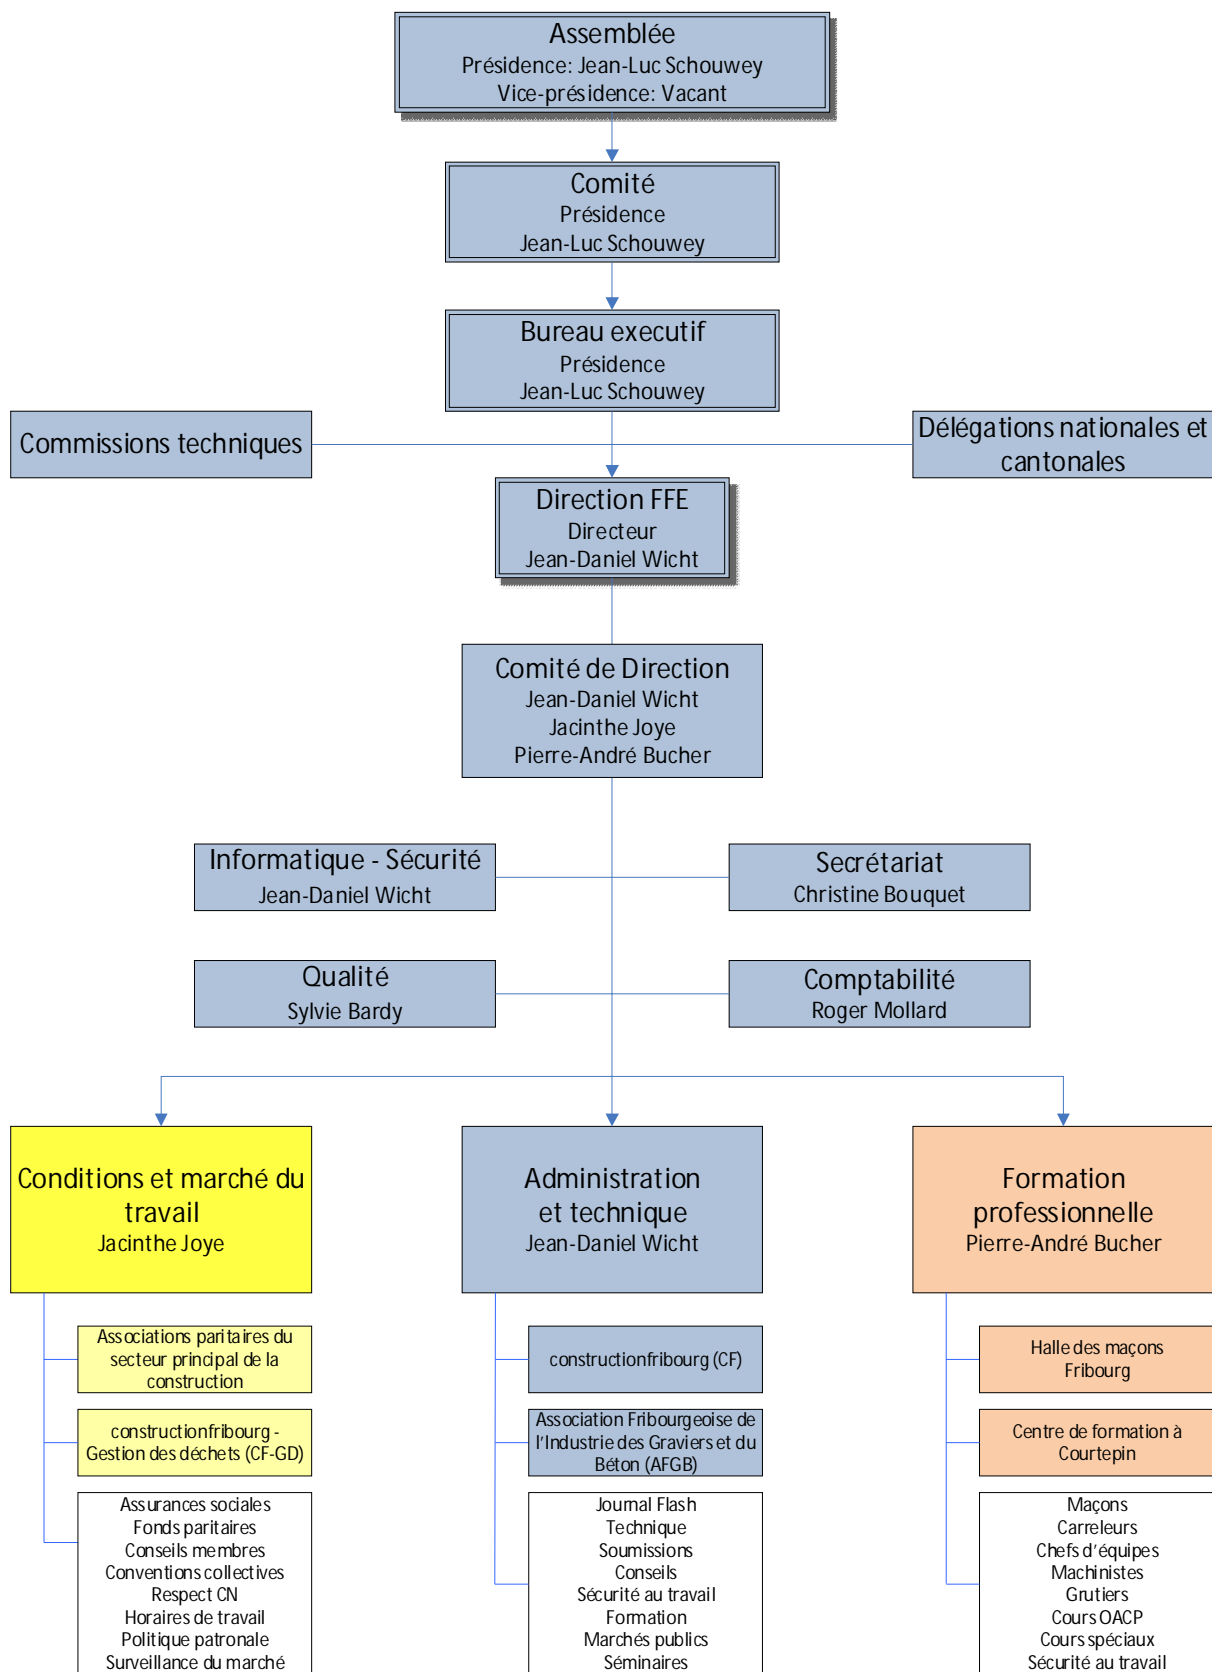 Assemblée
Présidence: Jean-Luc Schouwey
Vice-présidence: Vacant
Comité
Présidence
Jean-Luc Schouwey
Bureau executif
Présidence
Jean-Luc Schouwey
Commissions techniques
Délégations nationales et
cantonales
Direction FFE
Directeur
Jean-Daniel Wicht
Comité de Direction
Jean-Daniel Wicht
Jacinthe Joye
Pierre-André Bucher
Informatique - Sécurité
Jean-Daniel Wicht
Secrétariat
Christine Bouquet
Qualité
Sylvie Bardy
Comptabilité
Roger Mollard
Conditions et marché du
travail
Jacinthe Joye
Administration
et technique
Jean-Daniel Wicht
Formation
professionnelle
Pierre-André Bucher
Associations paritaires du
secteur principal de la
construction
constructionfribourg -
Gestion des déchets (CF-GD)
Assurances sociales
Fonds paritaires
Conseils membres
Conventions collectives
Respect CN
Horaires de travail
Politique patronale
Surveillance du marché
constructionfribourg (CF)
Association Fribourgeoise de
l'Industrie des Graviers et du
Béton (AFGB)
Journal Flash
Technique
Soumissions
Conseils
Sécurité au travail
Formation
Marchés publics
Séminaires
Halle des maçons
Fribourg
Centre de formation à
Courtepin
Maçons
Carreleurs
Chefs d'équipes
Machinistes
Grutiers
Cours OACP
Cours spéciaux
Sécurité au travail